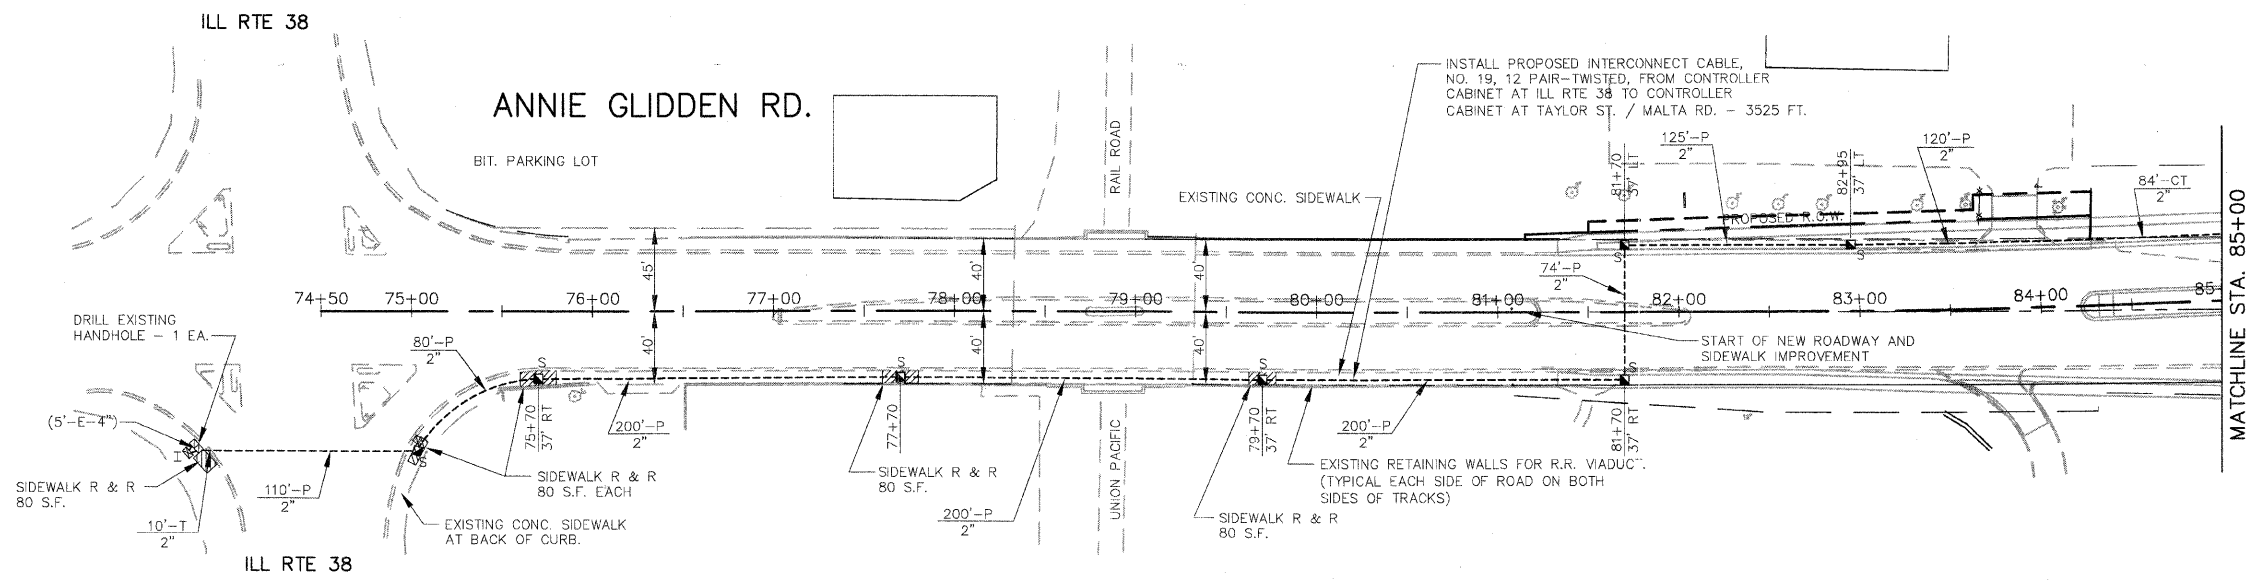 ILL RTE 38
ANNIE GLIDDEN RD.
BIT. PARKING LOT
RAIL ROAD
INSTALL PROPOSED INTERCONNECT CABLE,
NO. 19, 12 PAIR-TWISTED, FROM CONTROLLER
CABINET AT ILL RTE 38 TO CONTROLLER
CABINET AT TAYLOR ST. / MALTA RD. - 3525 FT.
EXISTING CONC. SIDEWALK
81+70
37' LT
125'-P
2"
82+95
37' LT
120'-P
2"
84'-CT
2"
PROPOSED R.O.W.
S
S
74'-P
2"
45'
40'
40'
40'
40'
40'
74+50
75+00
76+00
77+00
78+00
79+00
80+00
81+00
82+00
83+00
84+00
85
MATCHLINE STA. 85+00
START OF NEW ROADWAY AND
SIDEWALK IMPROVEMENT
DRILL EXISTING
HANDHOLE - 1 EA.
80'-P
2"
(5'-E-4")
I
S
S
S
S
S
75+70
37' RT
200'-P
2"
77+70
79+70
37' RT
200'-P
2"
81+70
37' RT
SIDEWALK R & R
80 S.F.
110'-P
2"
10'-T
2"
SIDEWALK R & R
80 S.F. EACH
EXISTING CONC. SIDEWALK
AT BACK OF CURB.
SIDEWALK R & R
80 S.F.
200'-P
2"
UNION PACIFIC
SIDEWALK R & R
80 S.F.
EXISTING RETAINING WALLS FOR R.R. VIADUCT.
(TYPICAL EACH SIDE OF ROAD ON BOTH
SIDES OF TRACKS)
ILL RTE 38